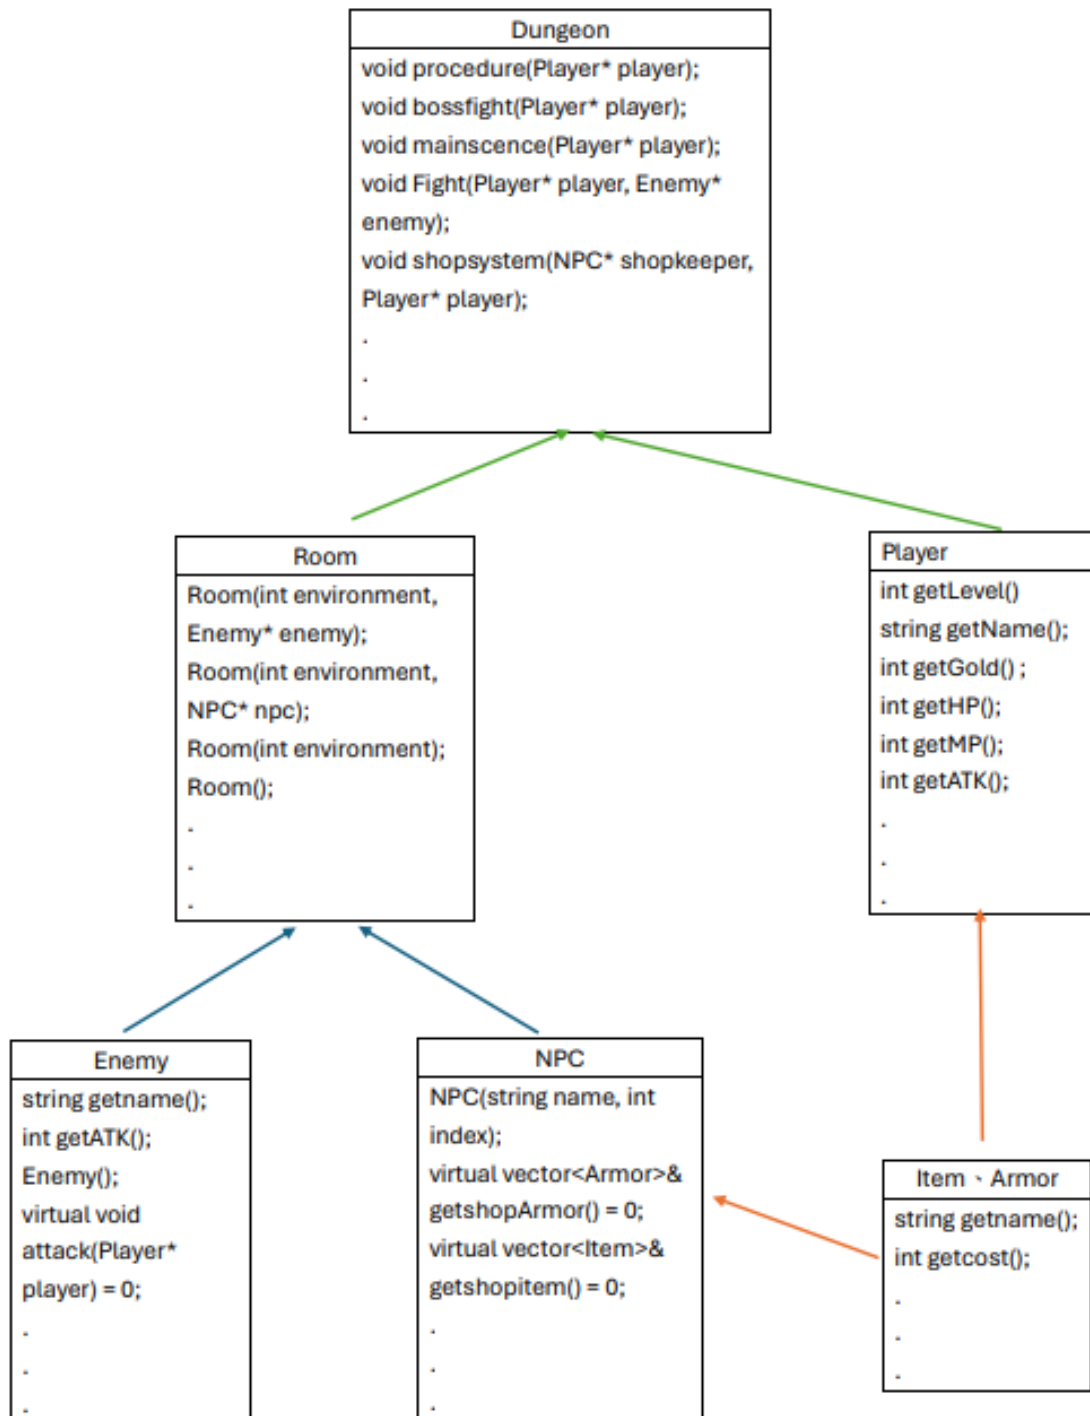 Dungeon
void procedure(Player* player);
void bossfight(Player* player);
void mainscence(Player* player);
void Fight(Player* player, Enemy*
enemy);
void shopsystem(NPC* shopkeeper,
Player* player);
.
.
.
Room
Room(int environment,
Enemy* enemy);
Room(int environment,
NPC* npc);
Room(int environment);
Room();
.
.
.
Player
int getLevel()
string getName();
int getGold() ;
int getHP();
int getMP();
int getATK();
.
.
.
Enemy
string getname();
int getATK();
Enemy();
virtual void
attack(Player*
player) = 0;
.
.
.
NPC
NPC(string name, int
index);
virtual vector<Armor>&
getshopArmor() = 0;
virtual vector<Item>&
getshopitem() = 0;
.
.
.
Item、Armor
string getname();
int getcost();
.
.
.